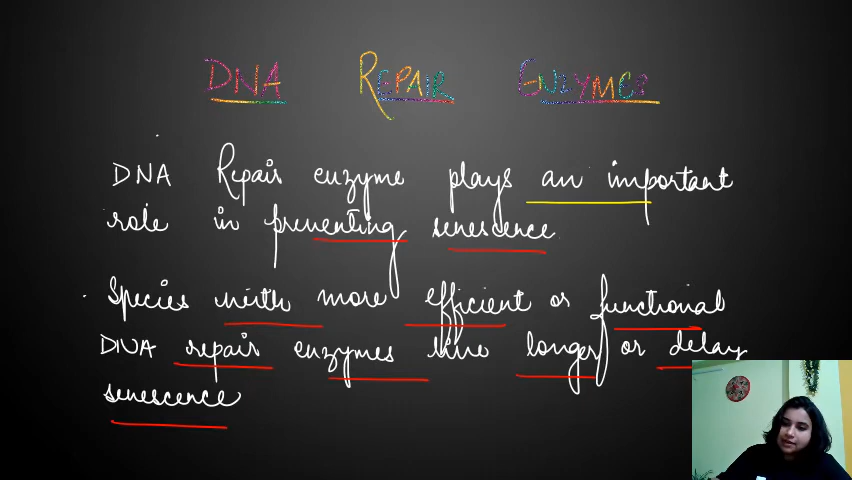 DNA REPAIR ENZYMES
DNA Repair enzyme plays an important
role in preventing senescence
Species with more efficient or functional
DNA repair enzymes live longer or delay
senescence